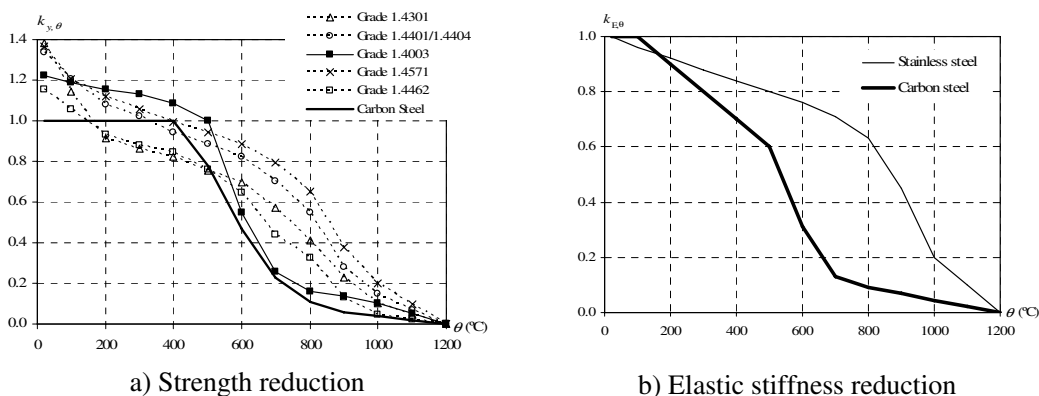 k y, θ
1.4
1.2
1.0
0.8
0.6
0.4
0.2
0.0
0 200 400 600 800 1000 1200
θ (ºC)
Grade 1.4301
Grade 1.4401/1.4404
Grade 1.4003
Grade 1.4571
Grade 1.4462
Carbon Steel
a) Strength reduction
k E,θ
1.0
0.8
0.6
0.4
0.2
0.0
0 200 400 600 800 1000 1200
θ (ºC)
Stainless steel
Carbon steel
b) Elastic stiffness reduction